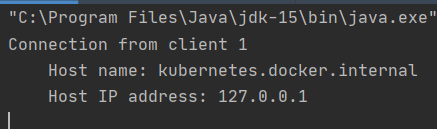 "C:\Program Files\Java\jdk-15\bin\java.exe"
Connection from client 1
Host name: kubernetes.docker.internal
Host IP address: 127.0.0.1